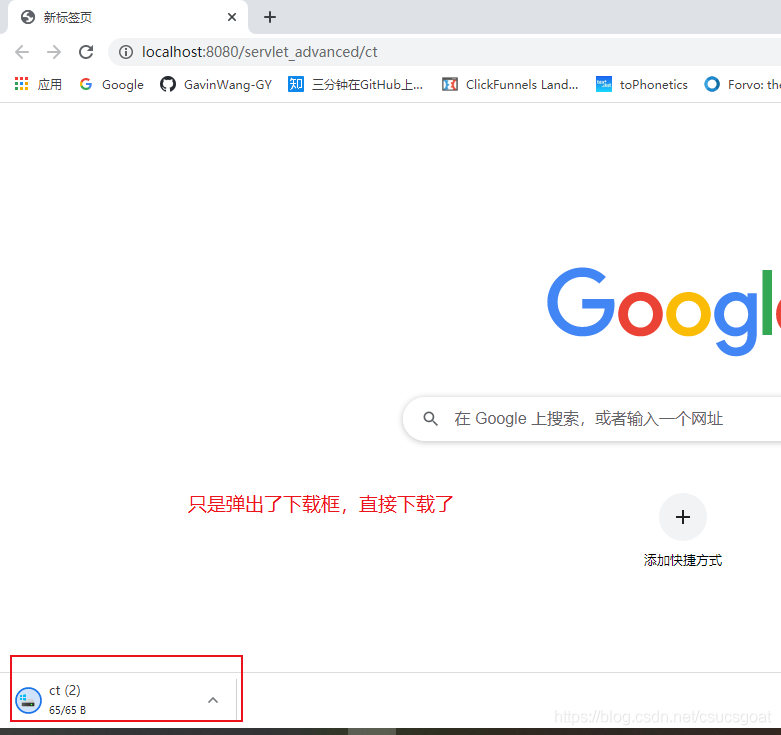 新标签页
localhost:8080/servlet_advanced/ct
应用 Google GavinWang-GY 知 三分钟在GitHub上... ClickFunnels Land... toPhonetics Forvo: the
Google
在 Google 上搜索，或者输入一个网址
只是弹出了下载框，直接下载了
添加快捷方式
ct (2)
65/65 B
https://blog.csdn.net/csucsgoat